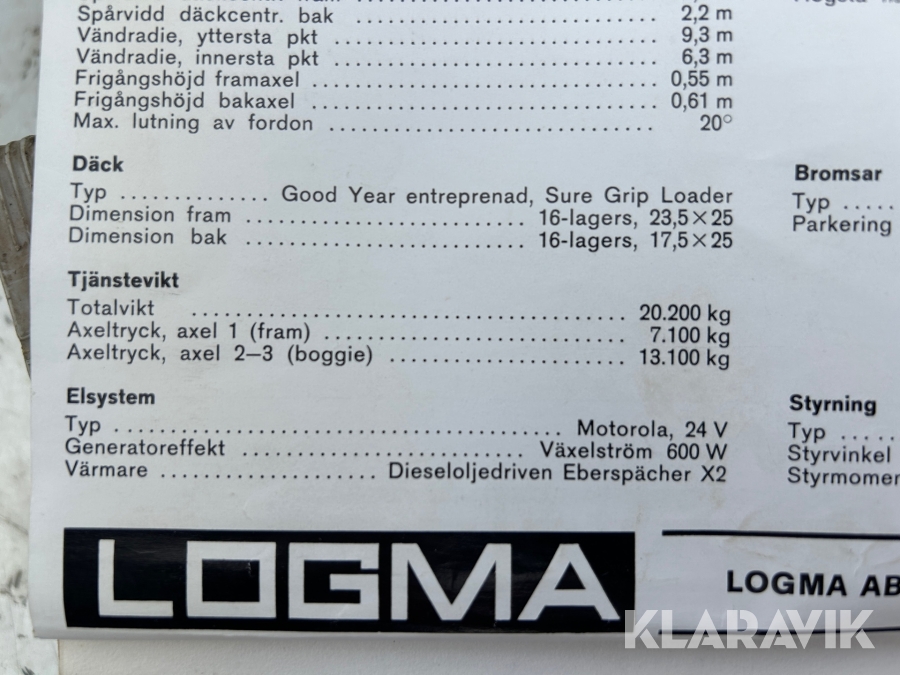 Spårvidd däckcentr. bak 2,2 m
Vändradie, yttersta pkt 9,3 m
Vändradie, innersta pkt 6,3 m
Frigångshöjd framaxel 0,55 m
Frigångshöjd bakaxel 0,61 m
Max. lutning av fordon 20°
Däck
Typ Good Year entreprenad, Sure Grip Loader
Dimension fram 16-lagers, 23,5×25
Dimension bak 16-lagers, 17,5×25
Tjänstevikt
Totalvikt 20.200 kg
Axeltryck, axel 1 (fram) 7.100 kg
Axeltryck, axel 2–3 (boggie) 13.100 kg
Elsystem
Typ Motorola, 24 V
Generatoreffekt Växelström 600 W
Värmare Dieseloljedriven Eberspächer X2
Bromsar
Typ
Parkering
Styrning
Typ
Styrvinkel
LOGMA
LOGMA AB
KLARAVIK